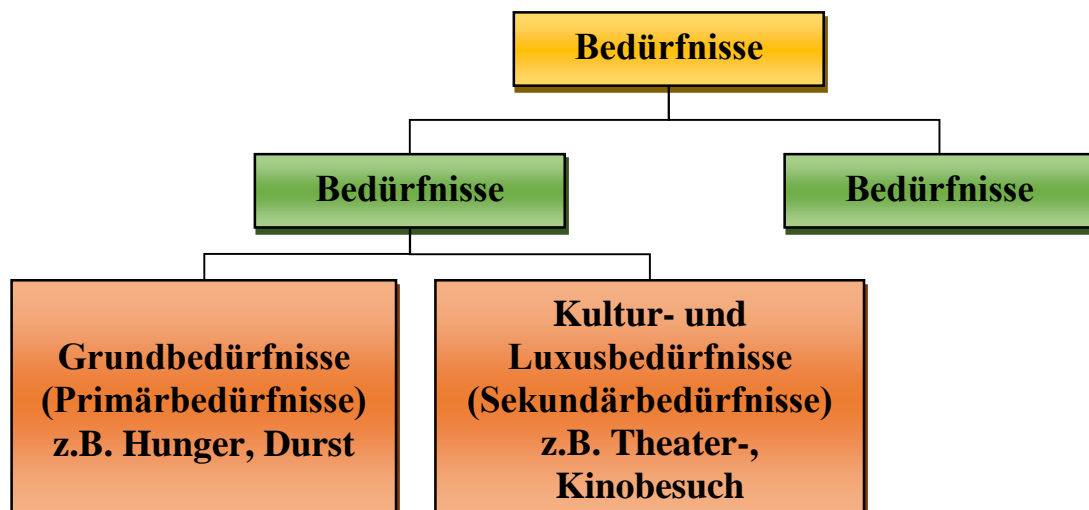 Bedürfnisse
Bedürfnisse
Bedürfnisse
Grundbedürfnisse
(Primärbedürfnisse)
z.B. Hunger, Durst
Kultur- und
Luxusbedürfnisse
(Sekundärbedürfnisse)
z.B. Theater-,
Kinobesuch